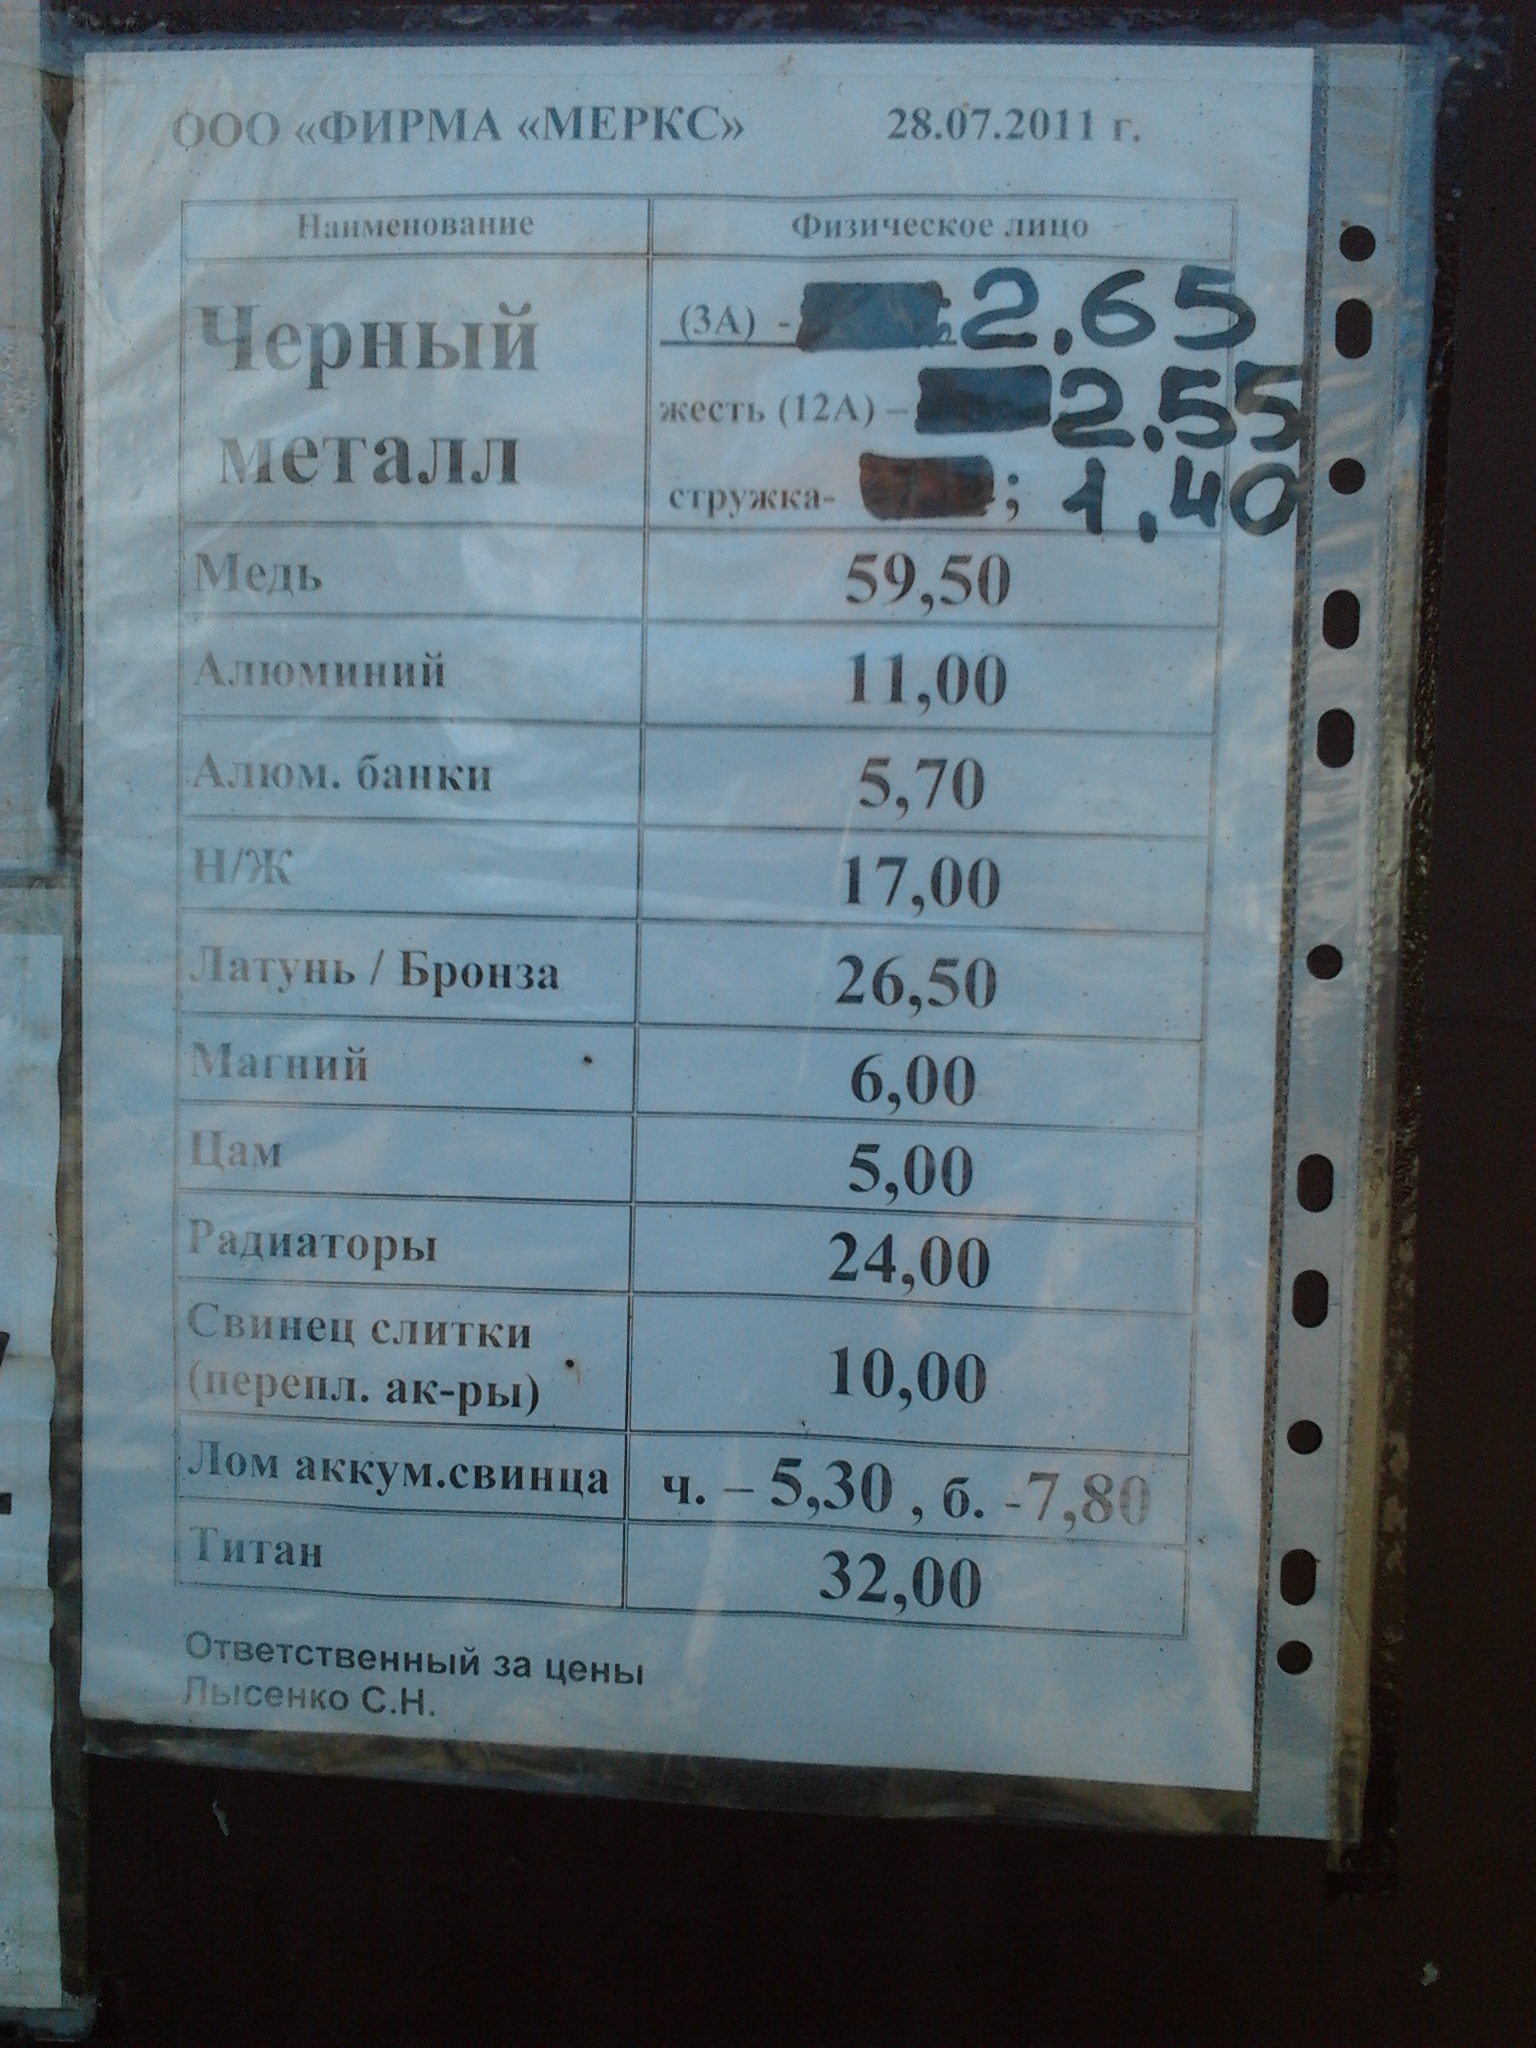 ООО «ФИРМА «МЕРКС» 28.07.2011 г.
Наименование Физическое лицо
Черный металл
(3А) - 2,65
жесть (12А) – 2.55
стружка- ; 1,40
Медь 59,50
Алюминий 11,00
Алюм. банки 5,70
Н/Ж 17,00
Латунь / Бронза 26,50
Магний 6,00
Цам 5,00
Радиаторы 24,00
Свинец слитки
(перепл. ак-ры) 10,00
Лом аккум.свинца ч. – 5,30 , б. -7,80
Титан 32,00
Ответственный за цены
Лысенко С.Н.